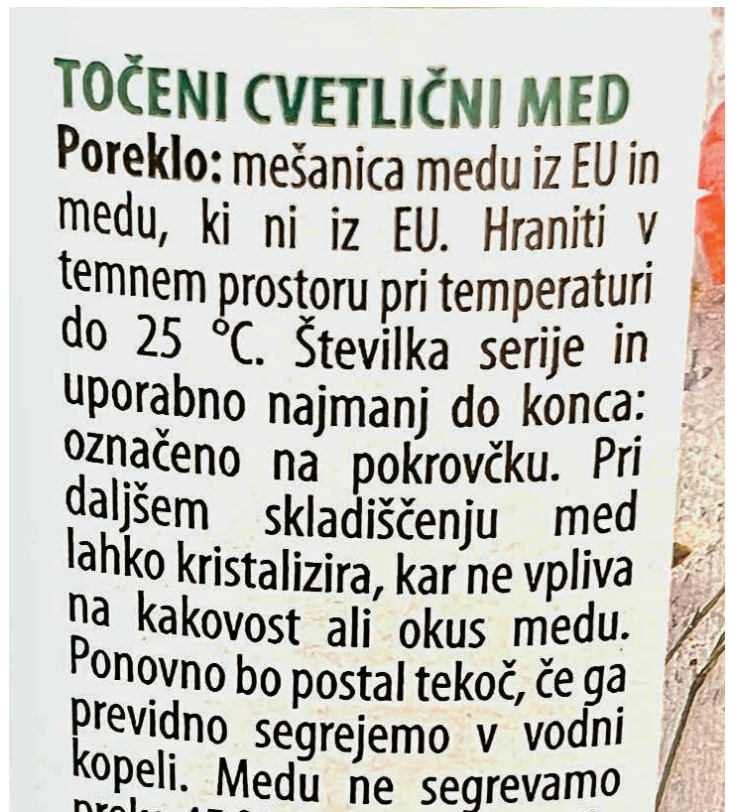 TOČENI CVETLIČNI MED
Poreklo: mešanica medu iz EU in
medu, ki ni iz EU. Hraniti v
temnem prostoru pri temperaturi
do 25 °C. Številka serije in
uporabno najmanj do konca:
označeno na pokrovčku. Pri
daljšem skladiščenju med
lahko kristalizira, kar ne vpliva
na kakovost ali okus medu.
Ponovno bo postal tekoč, če ga
previdno segrejemo v vodni
kopeli. Medu ne segrevamo